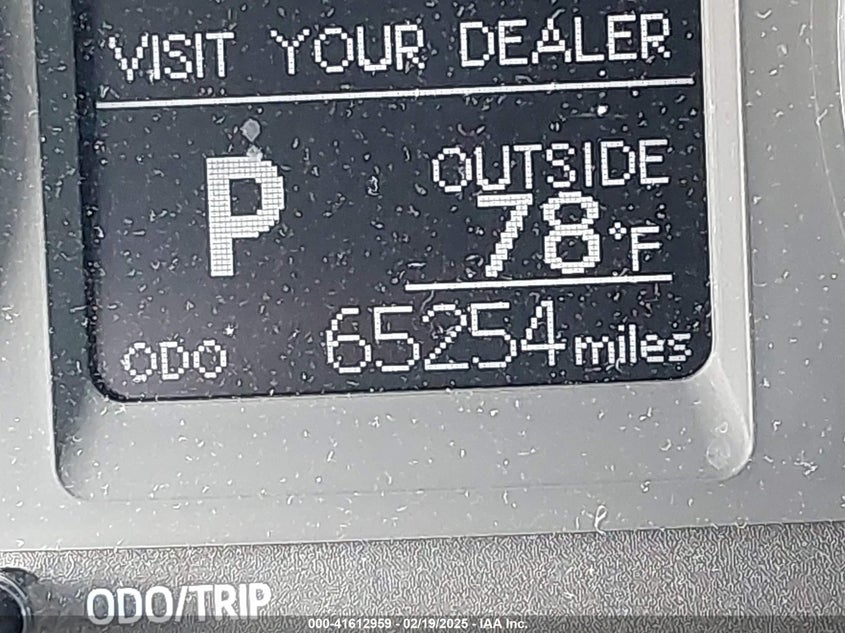 VISIT YOUR DEALER
P
OUTSIDE
78°F
ODO 65254 miles
ODO/TRIP
000-41612959 - 02/19/2025 - IAA Inc.